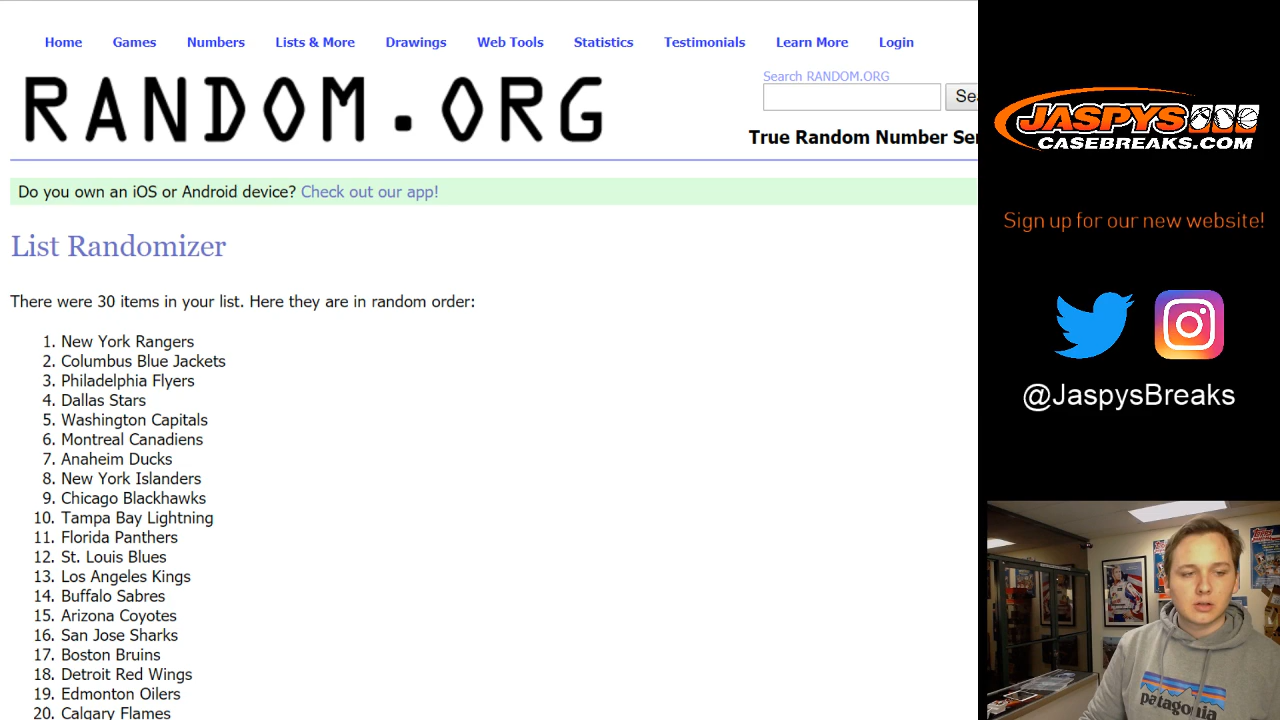 Home Games Numbers Lists & More Drawings Web Tools Statistics Testimonials Learn More Login
RANDOM.ORG
Search RANDOM.ORG
Sea
True Random Number Ser
Do you own an iOS or Android device? Check out our app!
List Randomizer
There were 30 items in your list. Here they are in random order:
1. New York Rangers
2. Columbus Blue Jackets
3. Philadelphia Flyers
4. Dallas Stars
5. Washington Capitals
6. Montreal Canadiens
7. Anaheim Ducks
8. New York Islanders
9. Chicago Blackhawks
10. Tampa Bay Lightning
11. Florida Panthers
12. St. Louis Blues
13. Los Angeles Kings
14. Buffalo Sabres
15. Arizona Coyotes
16. San Jose Sharks
17. Boston Bruins
18. Detroit Red Wings
19. Edmonton Oilers
20. Calgary Flames
JASPYS
CASEBREAKS.COM
Sign up for our new website!
@JaspysBreaks
patagonia